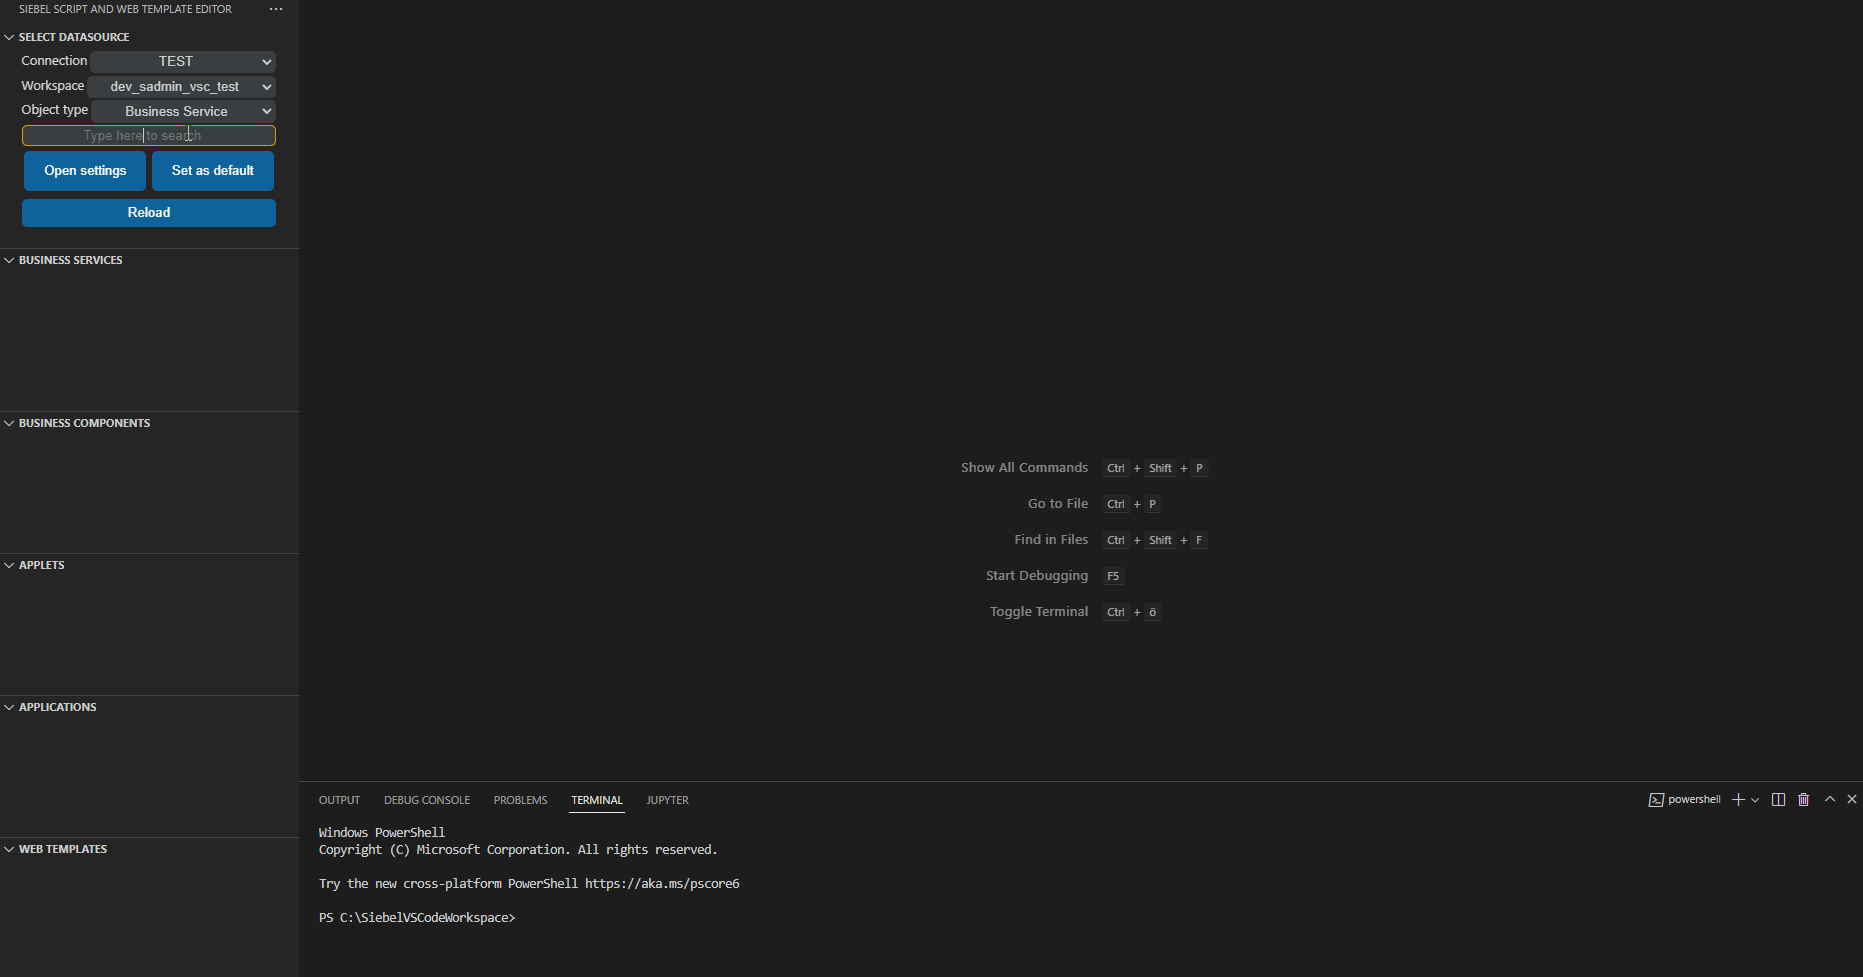 SIEBEL SCRIPT AND WEB TEMPLATE EDITOR
SELECT DATASOURCE
Connection TEST
Workspace dev_sadmin_vsc_test
Object type Business Service
Type here to search
Open settings Set as default
Reload
BUSINESS SERVICES
BUSINESS COMPONENTS
APPLETS
APPLICATIONS
WEB TEMPLATES
Show All Commands Ctrl + Shift + P
Go to File Ctrl + P
Find in Files Ctrl + Shift + F
Start Debugging F5
Toggle Terminal Ctrl + ö
OUTPUT DEBUG CONSOLE PROBLEMS TERMINAL JUPYTER powershell
Windows PowerShell
Copyright (C) Microsoft Corporation. All rights reserved.
Try the new cross-platform PowerShell https://aka.ms/pscore6
PS C:\SiebelVSCodeWorkspace>